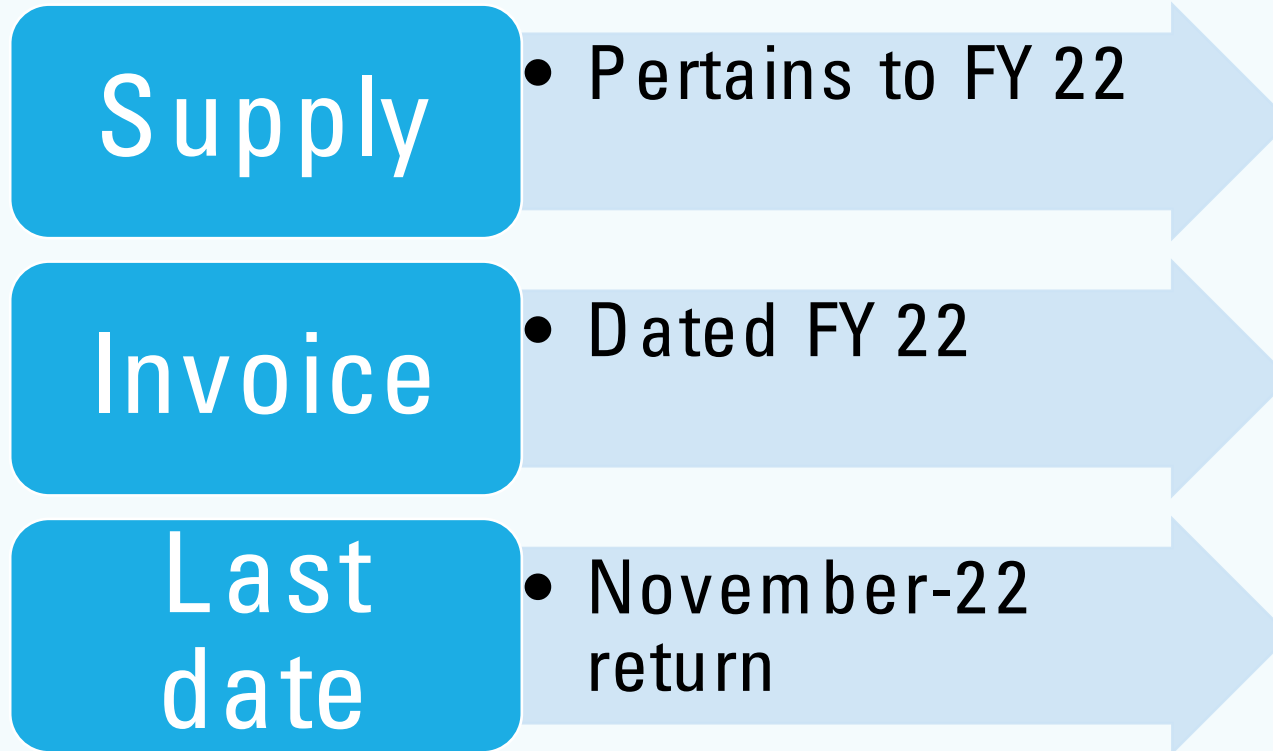 Supply
• Pertains to FY 22
Invoice
• Dated FY 22
Last
date
• November-22
return